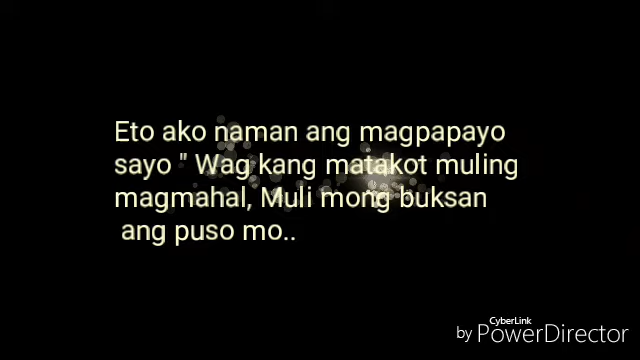 Eto ako naman ang magpapayo
sayo " Wag kang matakot muling
magmahal, Muli mong buksan
ang puso mo..
CyberLink
by PowerDirector